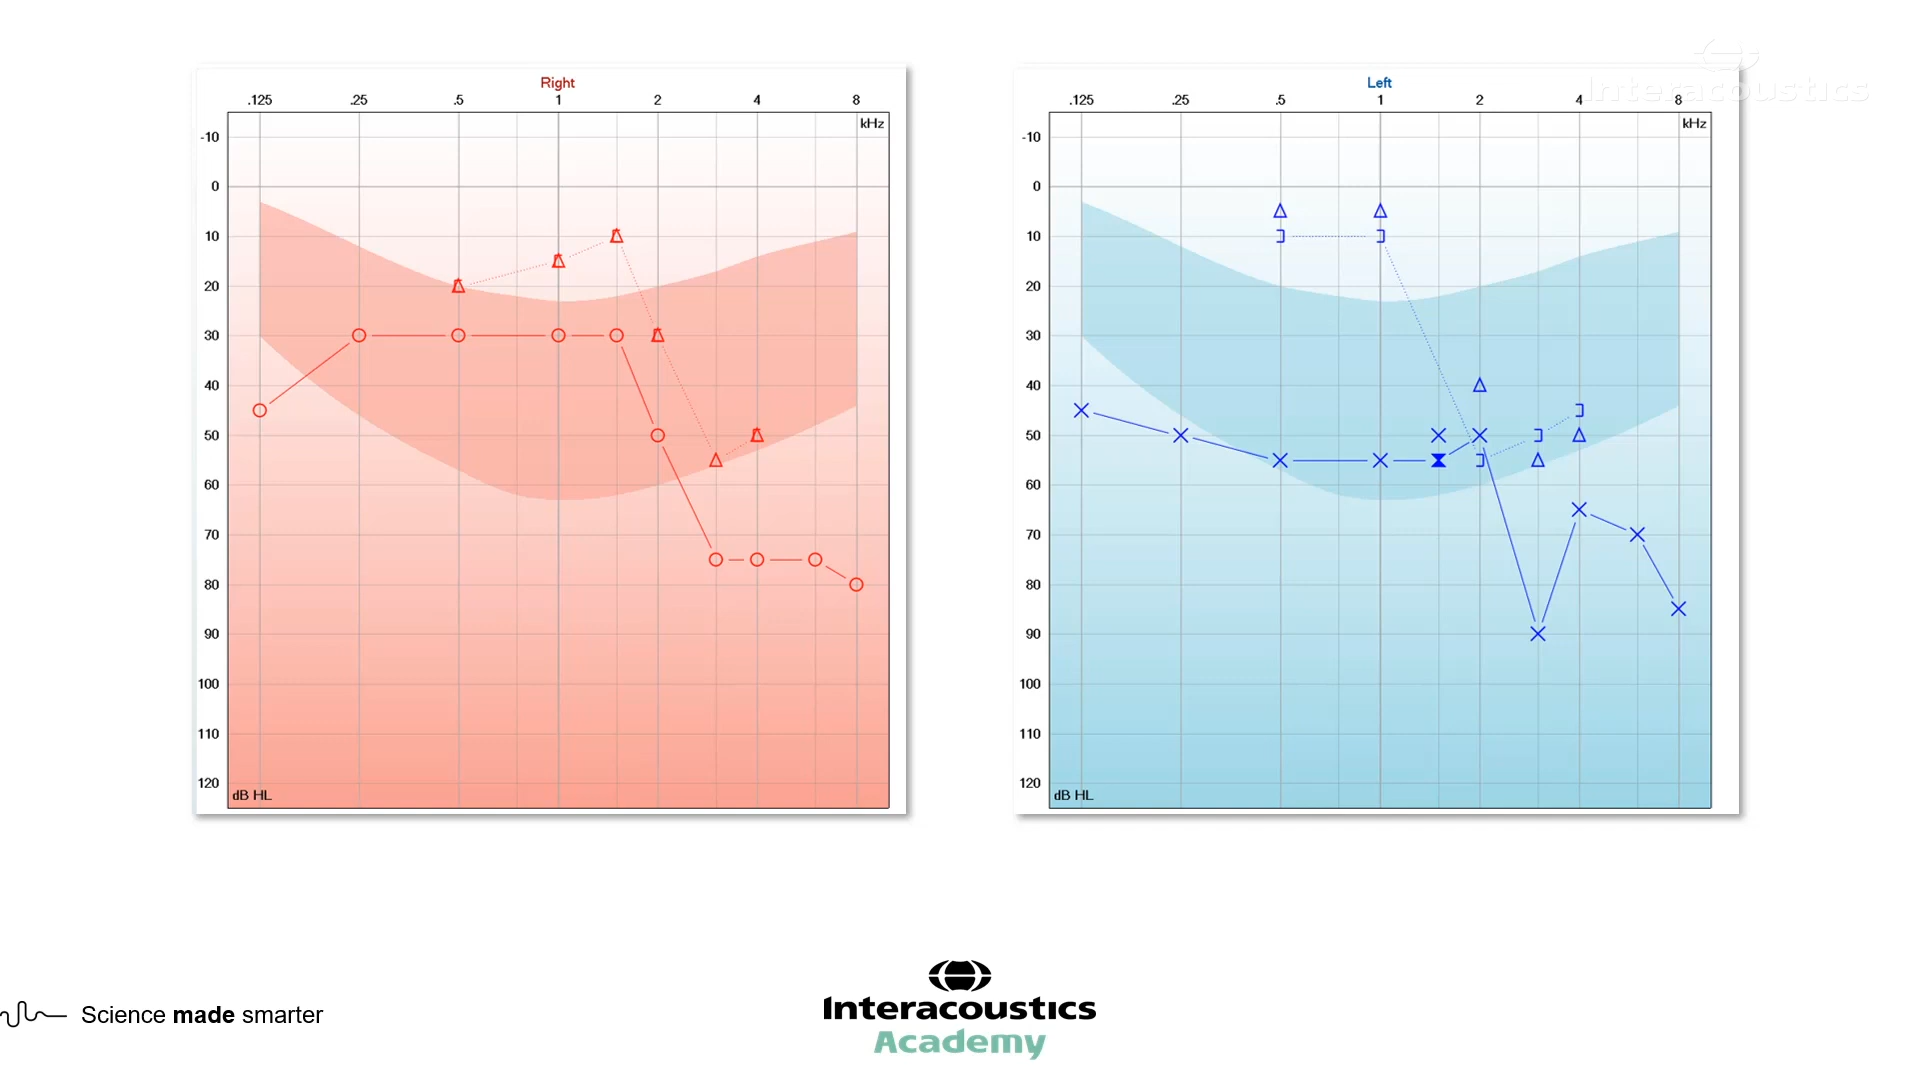 Interacoustics
Right
.125 .25 .5 1 2 4 8
kHz
-10
0
10
20
30
40
50
60
70
80
90
100
110
120
dB HL
Left
.125 .25 .5 1 2 4 8
kHz
-10
0
10
20
30
40
50
60
70
80
90
100
110
120
dB HL
Science made smarter
Interacoustics
Academy